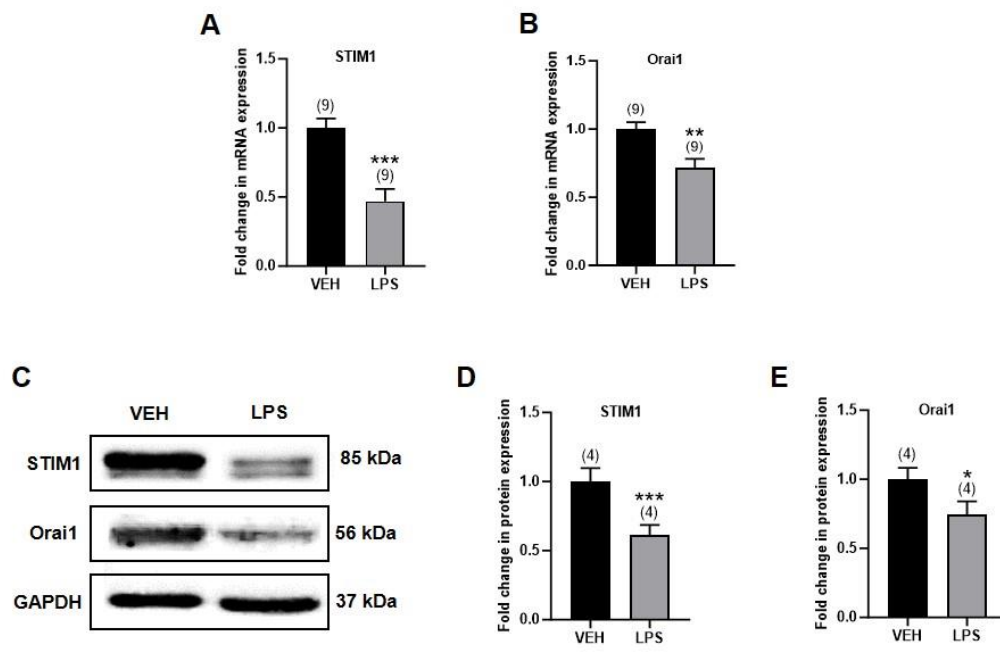 A
STIM1
Fold change in mRNA expression
1.5
1.0
0.5
0.0
(9)
***
(9)
VEH LPS
B
Orai1
Fold change in mRNA expression
1.5
1.0
0.5
0.0
(9)
**
(9)
VEH LPS
C
VEH LPS
STIM1 85 kDa
Orai1 56 kDa
GAPDH 37 kDa
D
STIM1
Fold change in protein expression
1.5
1.0
0.5
0.0
(4)
***
(4)
VEH LPS
E
Orai1
Fold change in protein expression
1.5
1.0
0.5
0.0
(4)
*
(4)
VEH LPS